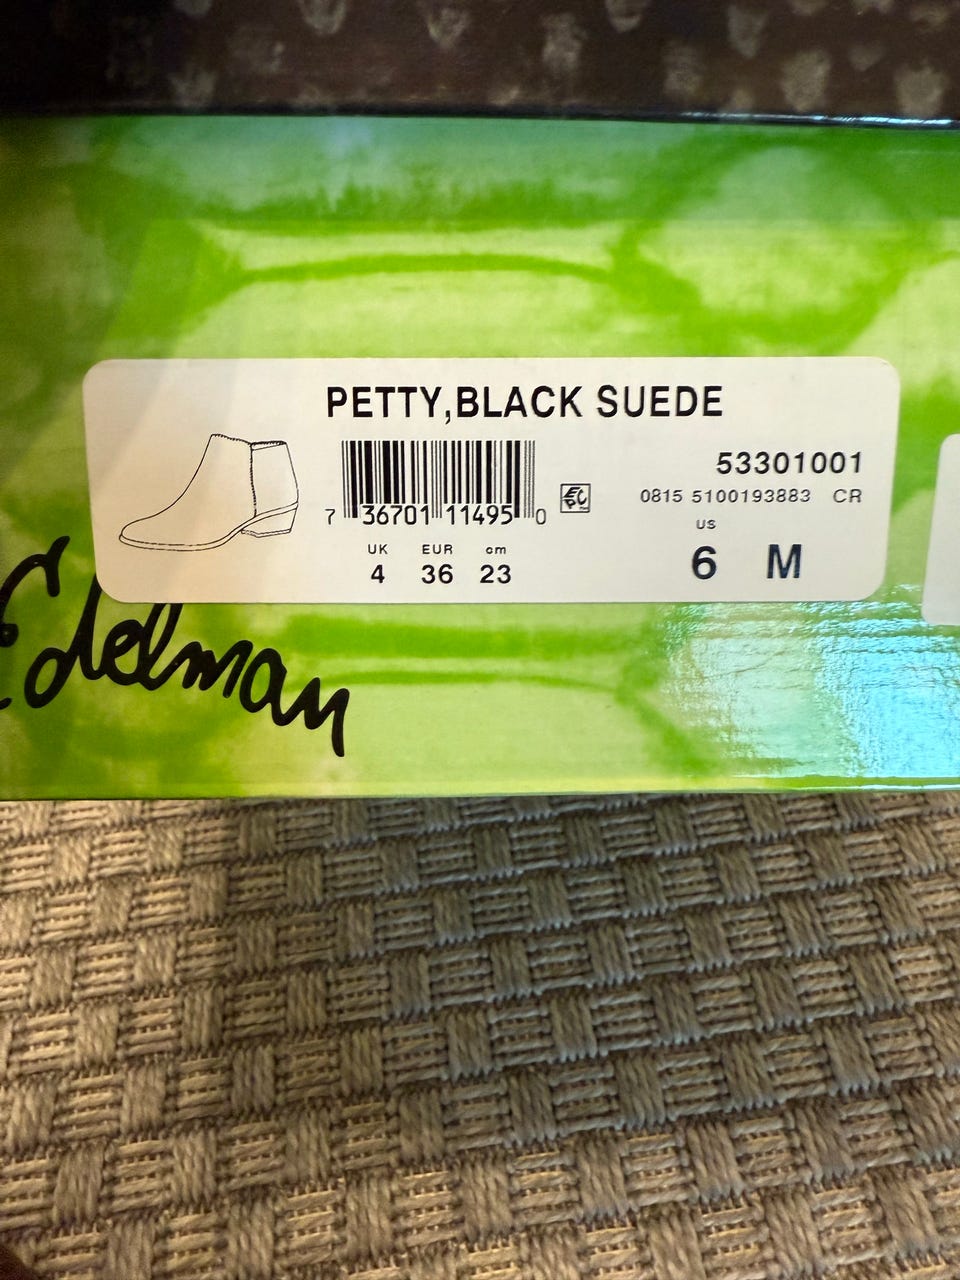 PETTY,BLACK SUEDE
53301001
7 36701 11495 0
EPC
0815 5100193883 CR
US
UK EUR cm
4 36 23
6 M
Edelman